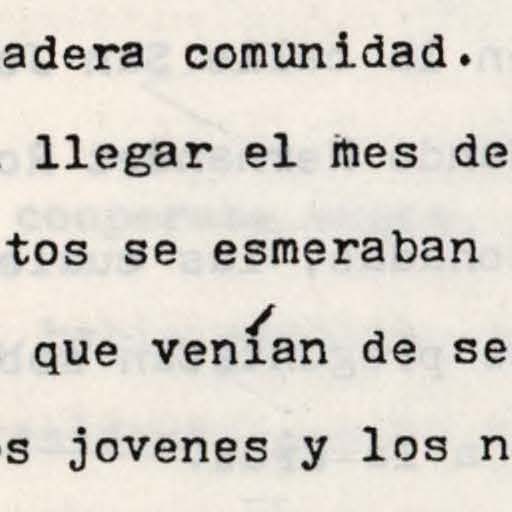 adera comunidad.
llegar el mes de
tos se esmeraban
que venían de se
s jovenes y los n